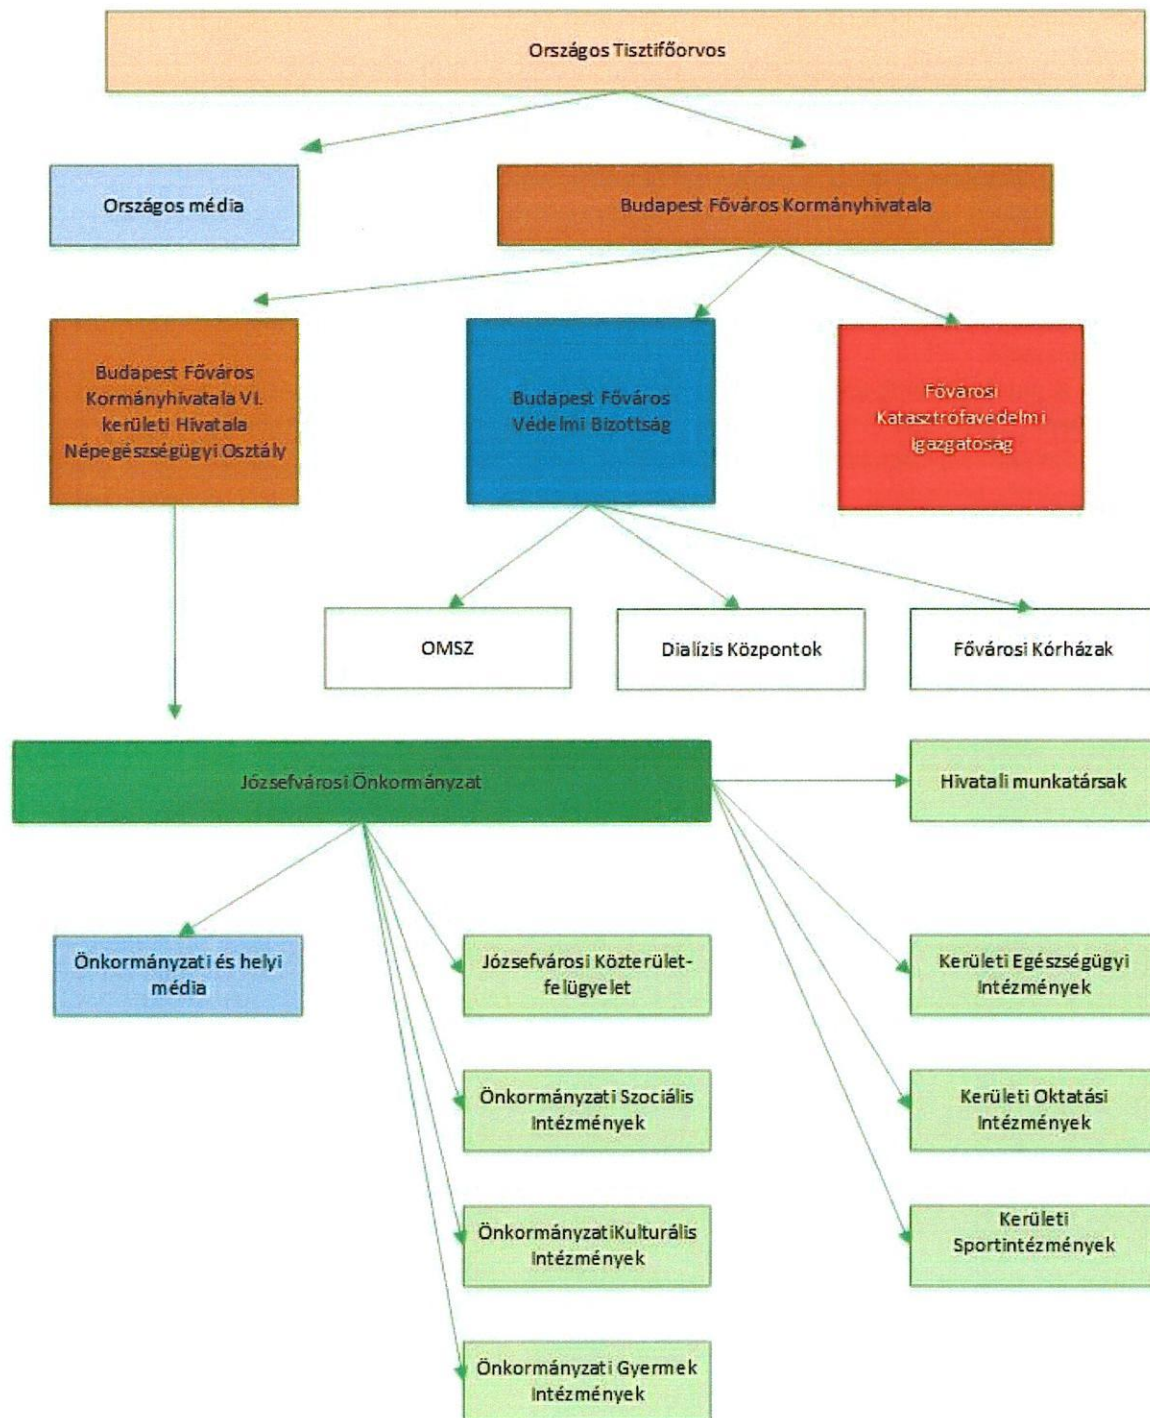 Országos Tisztifőorvos
Országos média
Budapest Főváros Kormányhivatala
Budapest Főváros
Kormányhivatala VI.
kerületi Hivatala
Népegészségügyi Osztály
Budapest Főváros
Védelmi Bizottság
Fővárosi
Katasztrófavédelmi
Igazgatóság
OMSZ
Dialízis Központok
Fővárosi Kórházak
Józsefvárosi Önkormányzat
Hivatali munkatársak
Önkormányzati és helyi
média
Józsefvárosi Közterület-
felügyelet
Kerületi Egészségügyi
Intézmények
Önkormányzati Szociális
Intézmények
Kerületi Oktatási
Intézmények
ÖnkormányzatiKulturális
Intézmények
Kerületi
Sportintézmények
Önkormányzati Gyermek
Intézmények